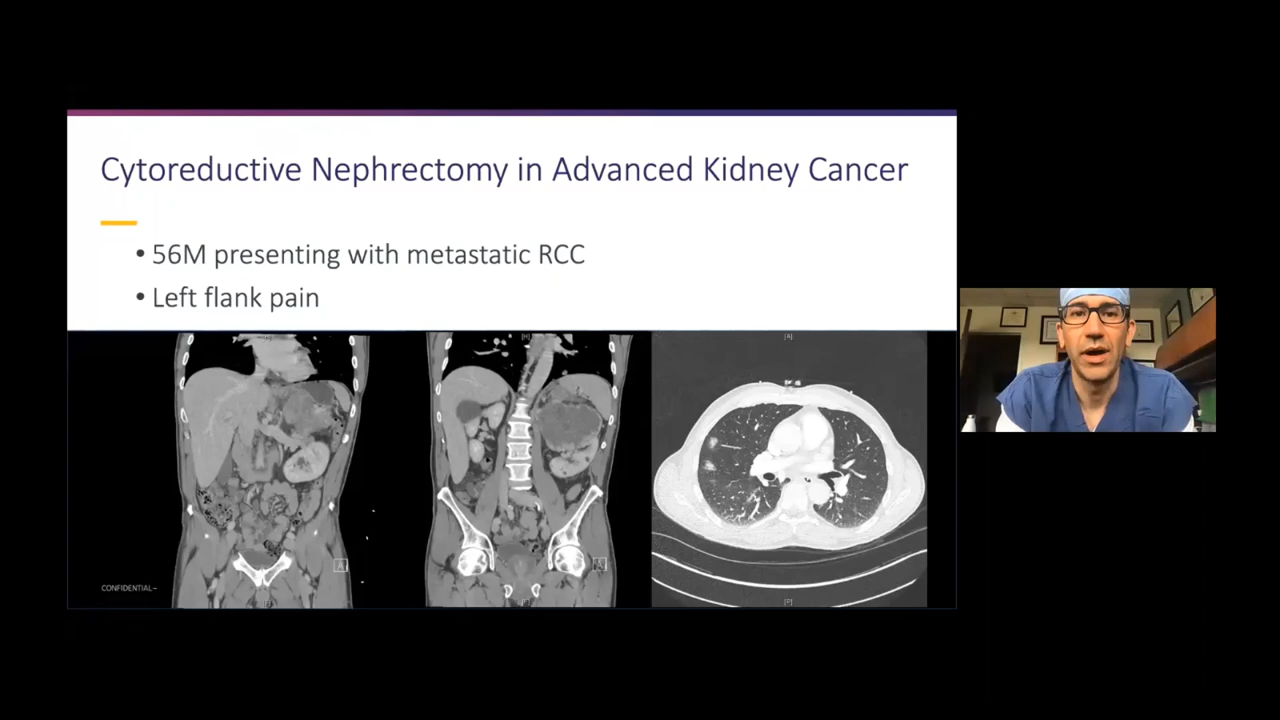 Cytoreductive Nephrectomy in Advanced Kidney Cancer
• 56M presenting with metastatic RCC
• Left flank pain
CONFIDENTIAL–
[A]
[A]